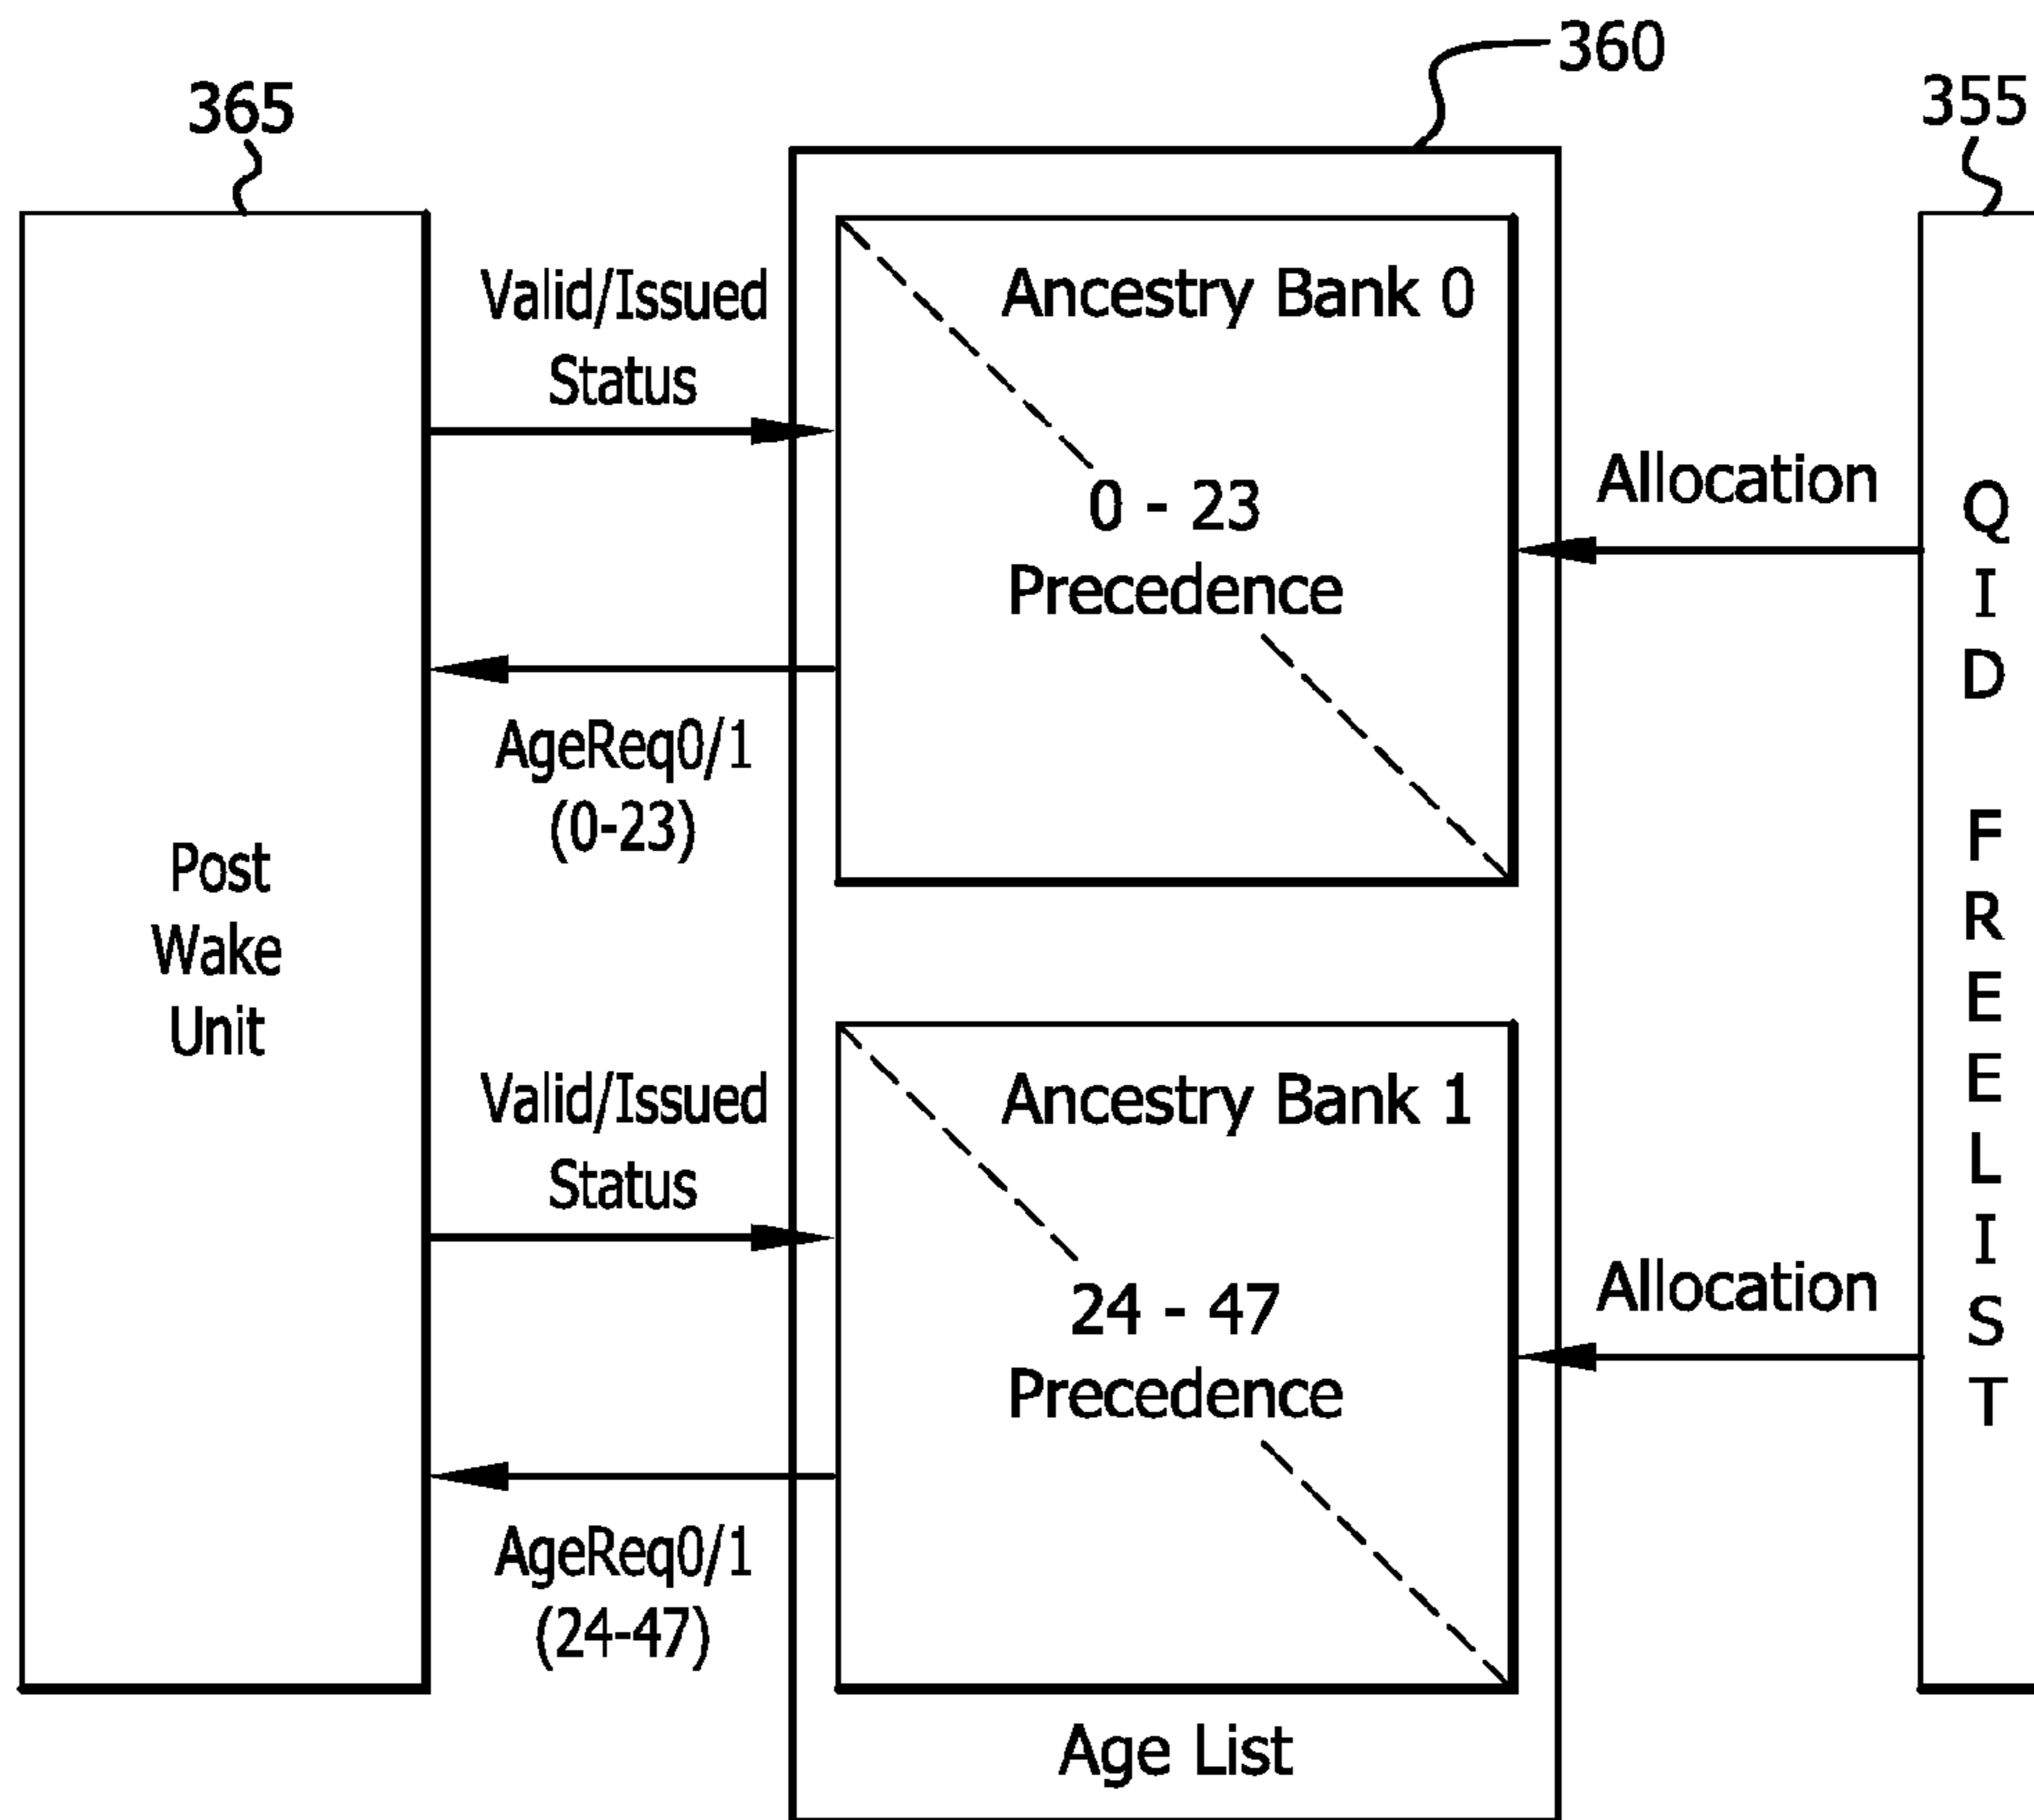 360
365
355
Valid/Issued
Status
Ancestry Bank 0
0 - 23
Precedence
Allocation
AgeReq0/1
(0-23)
Post
Wake
Unit
Valid/Issued
Status
Ancestry Bank 1
24 - 47
Precedence
Allocation
AgeReq0/1
(24-47)
Age List
Q
I
D
F
R
E
E
L
I
S
T